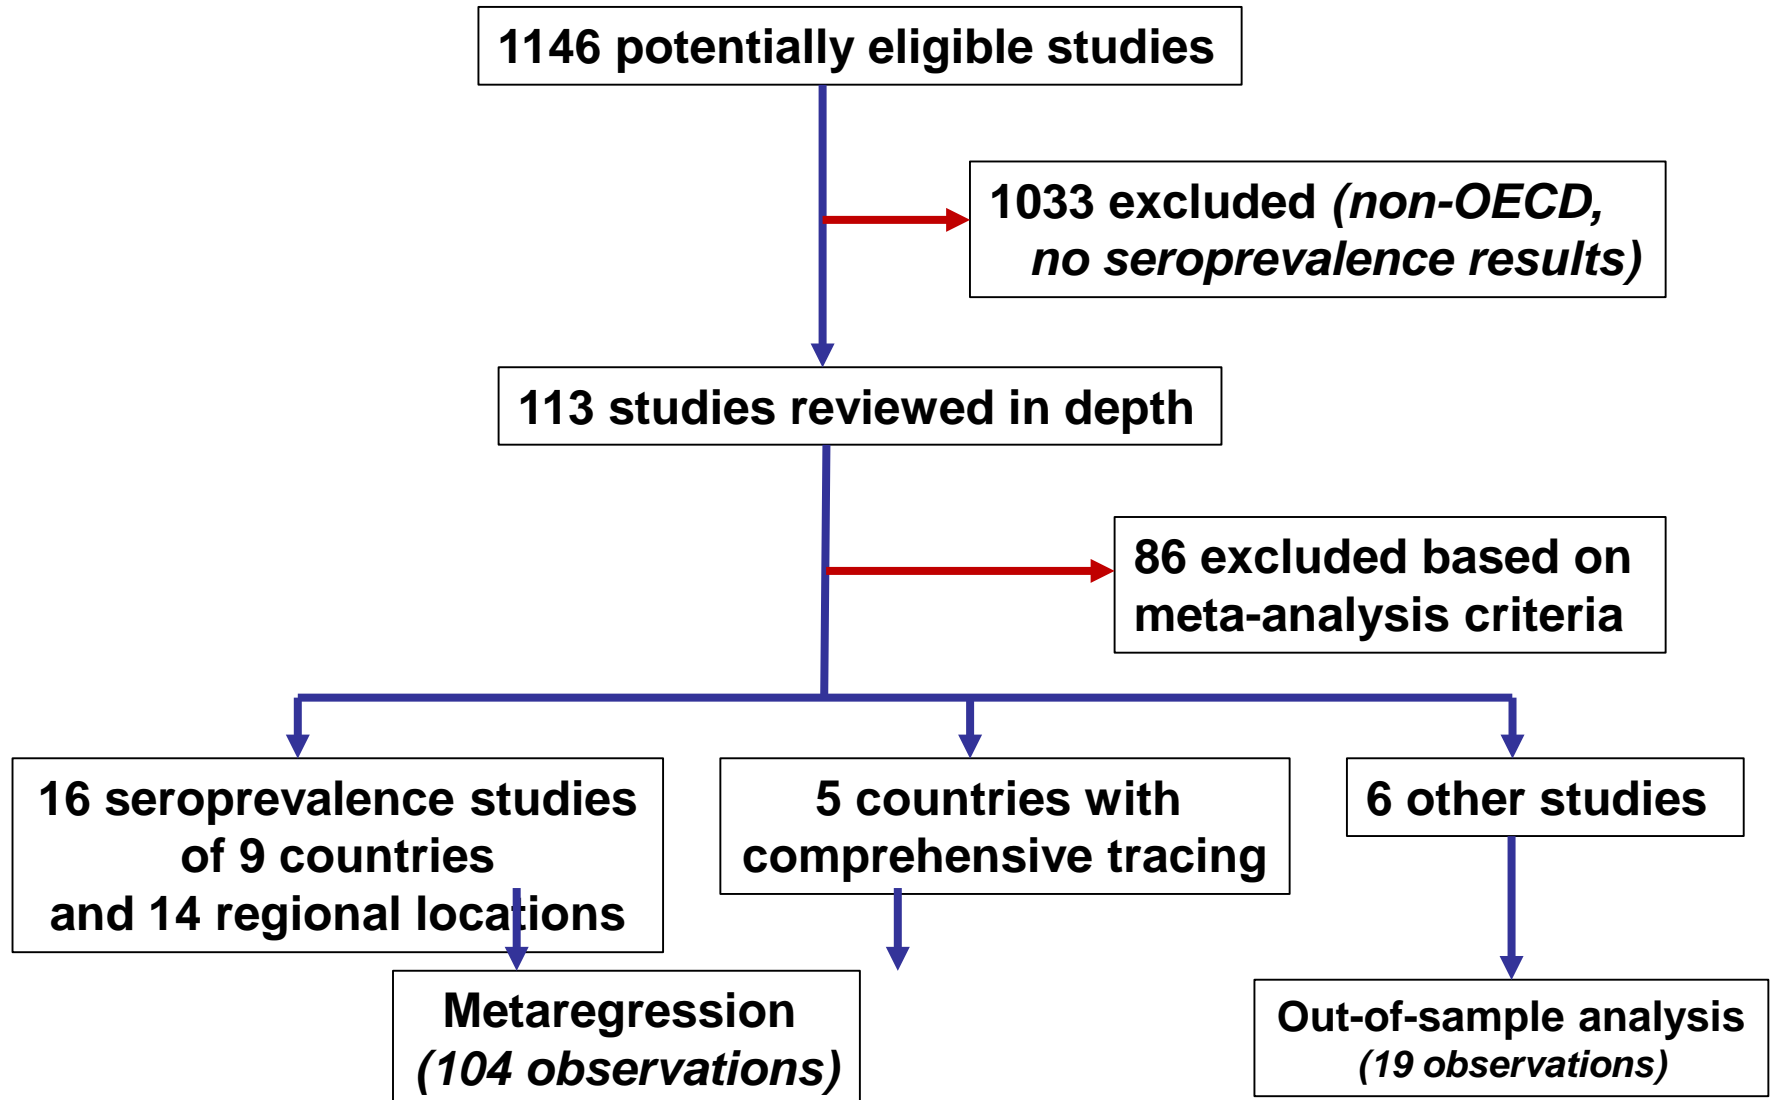 1146 potentially eligible studies
1033 excluded (non-OECD,
no seroprevalence results)
113 studies reviewed in depth
86 excluded based on
meta-analysis criteria
16 seroprevalence studies
of 9 countries
and 14 regional locations
5 countries with
comprehensive tracing
6 other studies
Metaregression
(104 observations)
Out-of-sample analysis
(19 observations)